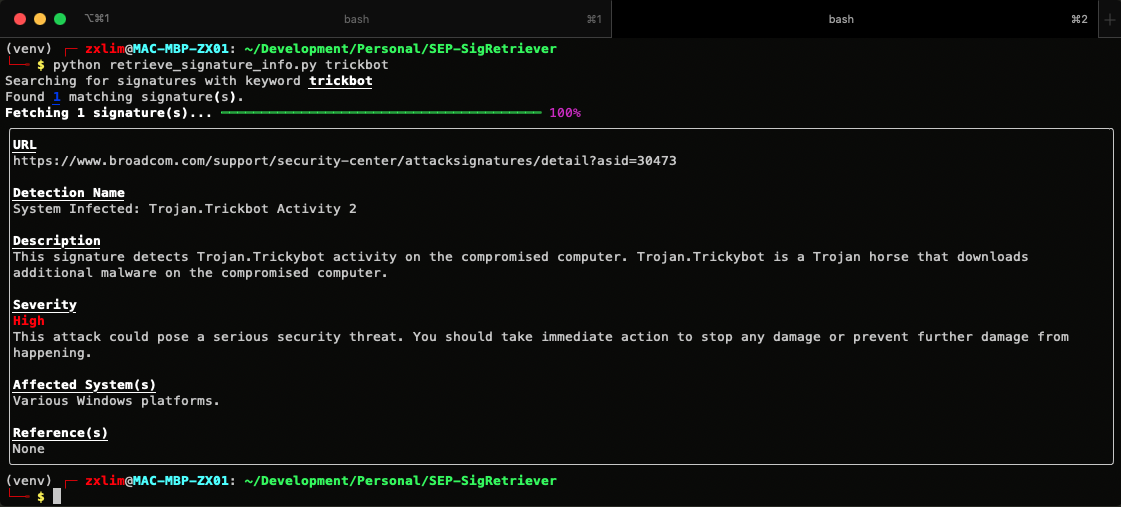 ⌥⌘1 bash ⌘1 bash ⌘2 +
(venv) ┌─ zxlim@MAC-MBP-ZX01: ~/Development/Personal/SEP-SigRetriever
└── $ python retrieve_signature_info.py trickbot
Searching for signatures with keyword trickbot
Found 1 matching signature(s).
Fetching 1 signature(s)... 100%
URL
https://www.broadcom.com/support/security-center/attacksignatures/detail?asid=30473
Detection Name
System Infected: Trojan.Trickbot Activity 2
Description
This signature detects Trojan.Trickybot activity on the compromised computer. Trojan.Trickybot is a Trojan horse that downloads
additional malware on the compromised computer.
Severity
High
This attack could pose a serious security threat. You should take immediate action to stop any damage or prevent further damage from
happening.
Affected System(s)
Various Windows platforms.
Reference(s)
None
(venv) ┌─ zxlim@MAC-MBP-ZX01: ~/Development/Personal/SEP-SigRetriever
└── $